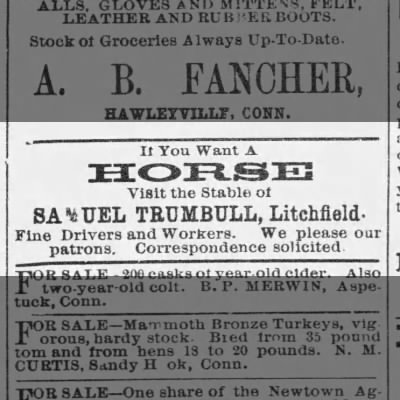 ALLS, GLOVES AND MITTENS, FELT,
LEATHER AND RUBBER BOOTS.
Stock of Groceries Always Up-To-Date.
A. B. FANCHER,
HAWLEYVILLE, CONN.
If You Want A
HORSE
Visit the Stable of
SAMUEL TRUMBULL, Litchfield.
Fine Drivers and Workers. We please our
patrons. Correspondence solicited.
FOR SALE - 200 casks of year-old cider. Also
two-year-old colt. B. P. MERWIN, Aspe-
tuck, Conn.
FOR SALE—Mammoth Bronze Turkeys, vig
orous, hardy stock. Bred from 35 pound
tom and from hens 18 to 20 pounds. N. M.
CURTIS, Sandy H ok, Conn.
FOR SALE—One share of the Newtown Ag-